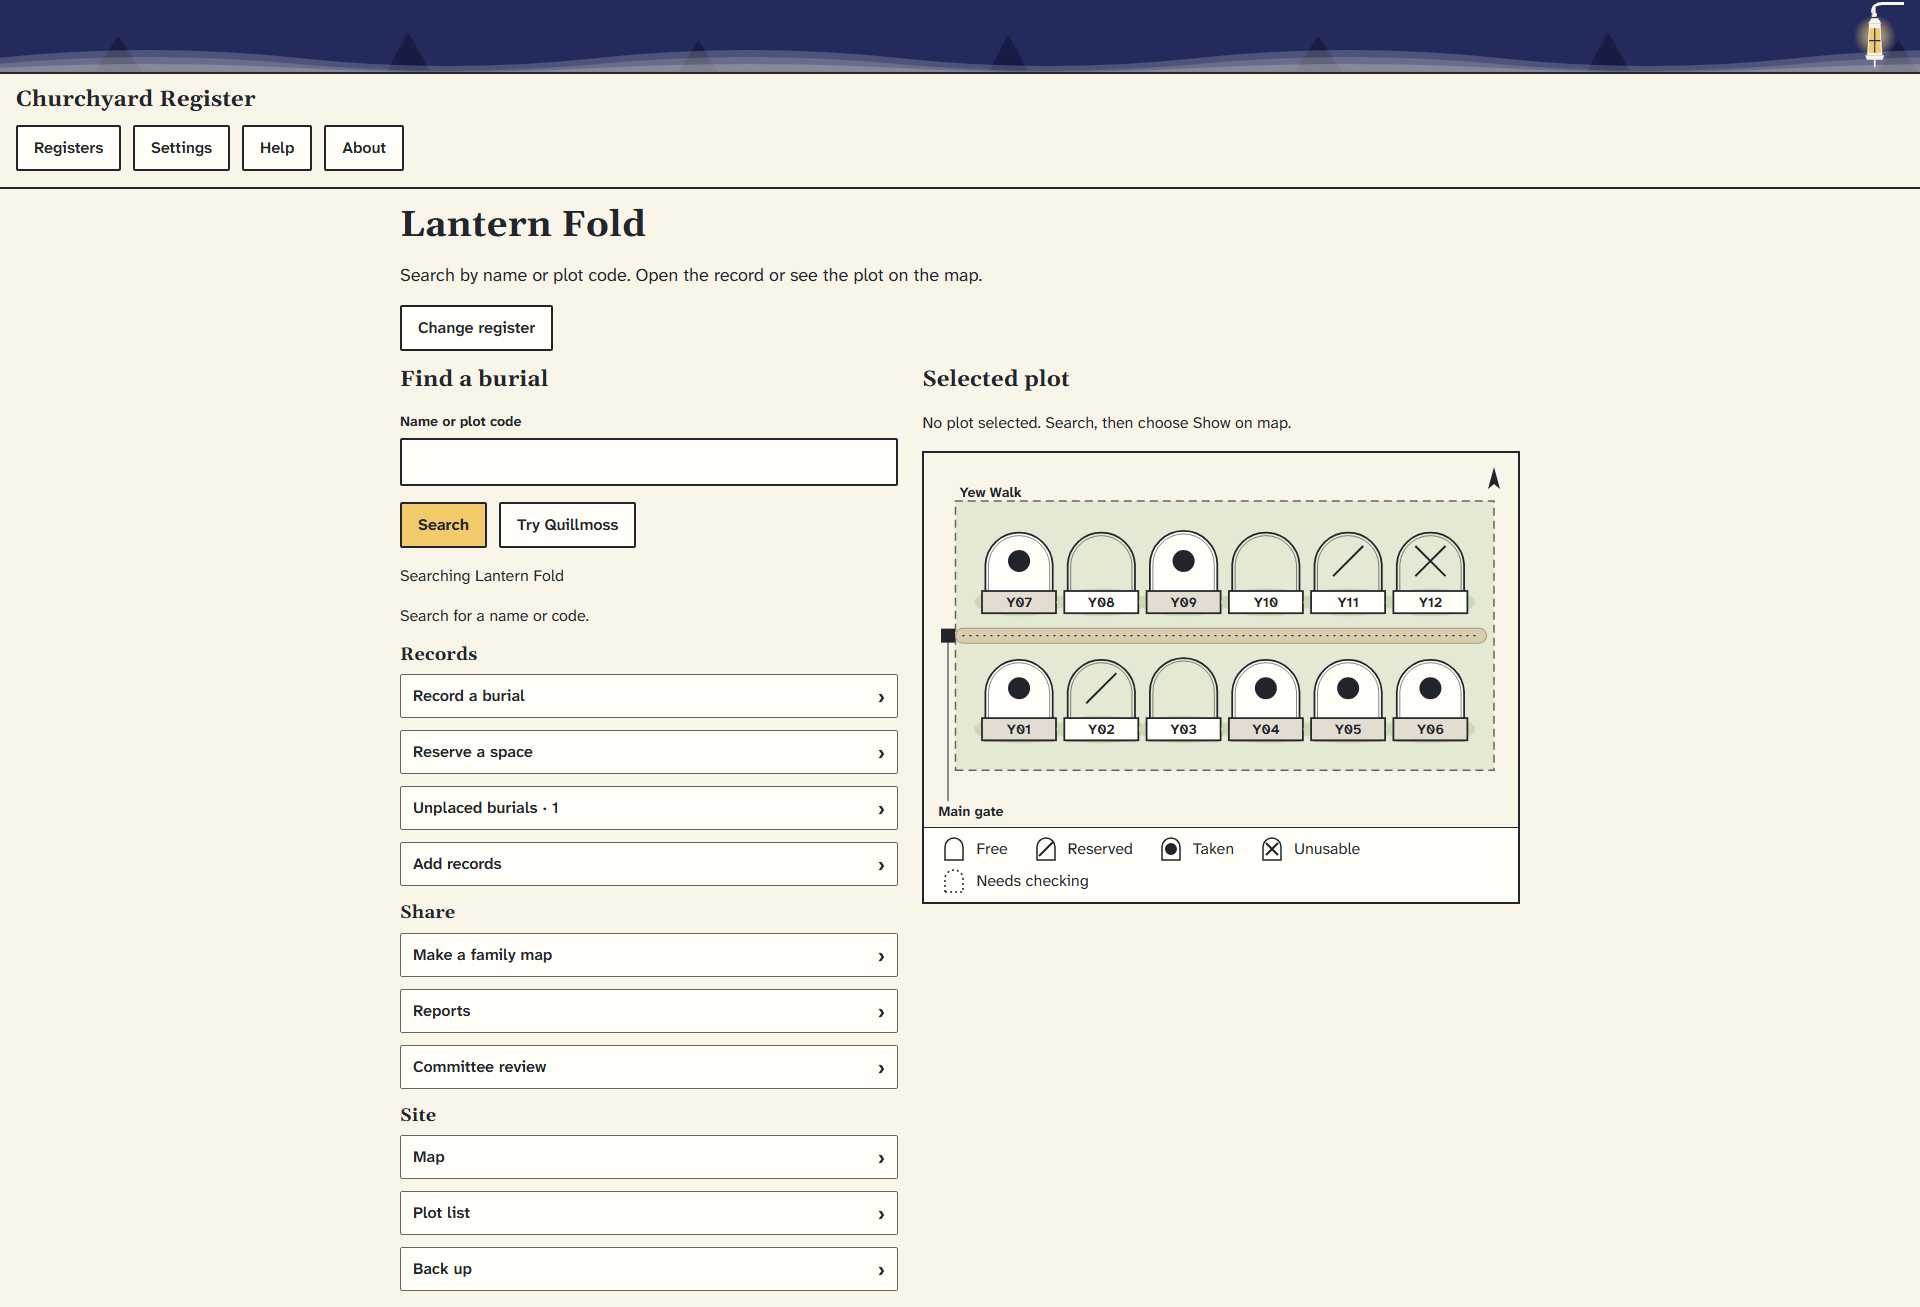 Churchyard Register
Registers
Settings
Help
About
Lantern Fold
Search by name or plot code. Open the record or see the plot on the map.
Change register
Find a burial
Name or plot code
Search
Try Quillmoss
Searching Lantern Fold
Search for a name or code.
Records
Record a burial
Reserve a space
Unplaced burials · 1
Add records
Share
Make a family map
Reports
Committee review
Site
Map
Plot list
Back up
Selected plot
No plot selected. Search, then choose Show on map.
Yew Walk
Y07 Y08 Y09 Y10 Y11 Y12
Y01 Y02 Y03 Y04 Y05 Y06
Main gate
Free Reserved Taken Unusable
Needs checking